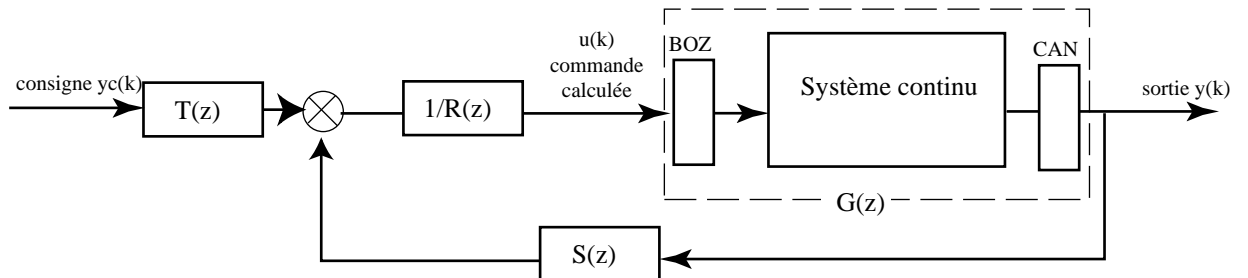 u(k)
BOZ
commande
CAN
consigne yc(k)
calculée
Système continu
sortie y(k)
T(z)
1/R(z)
G(z)
S(z)